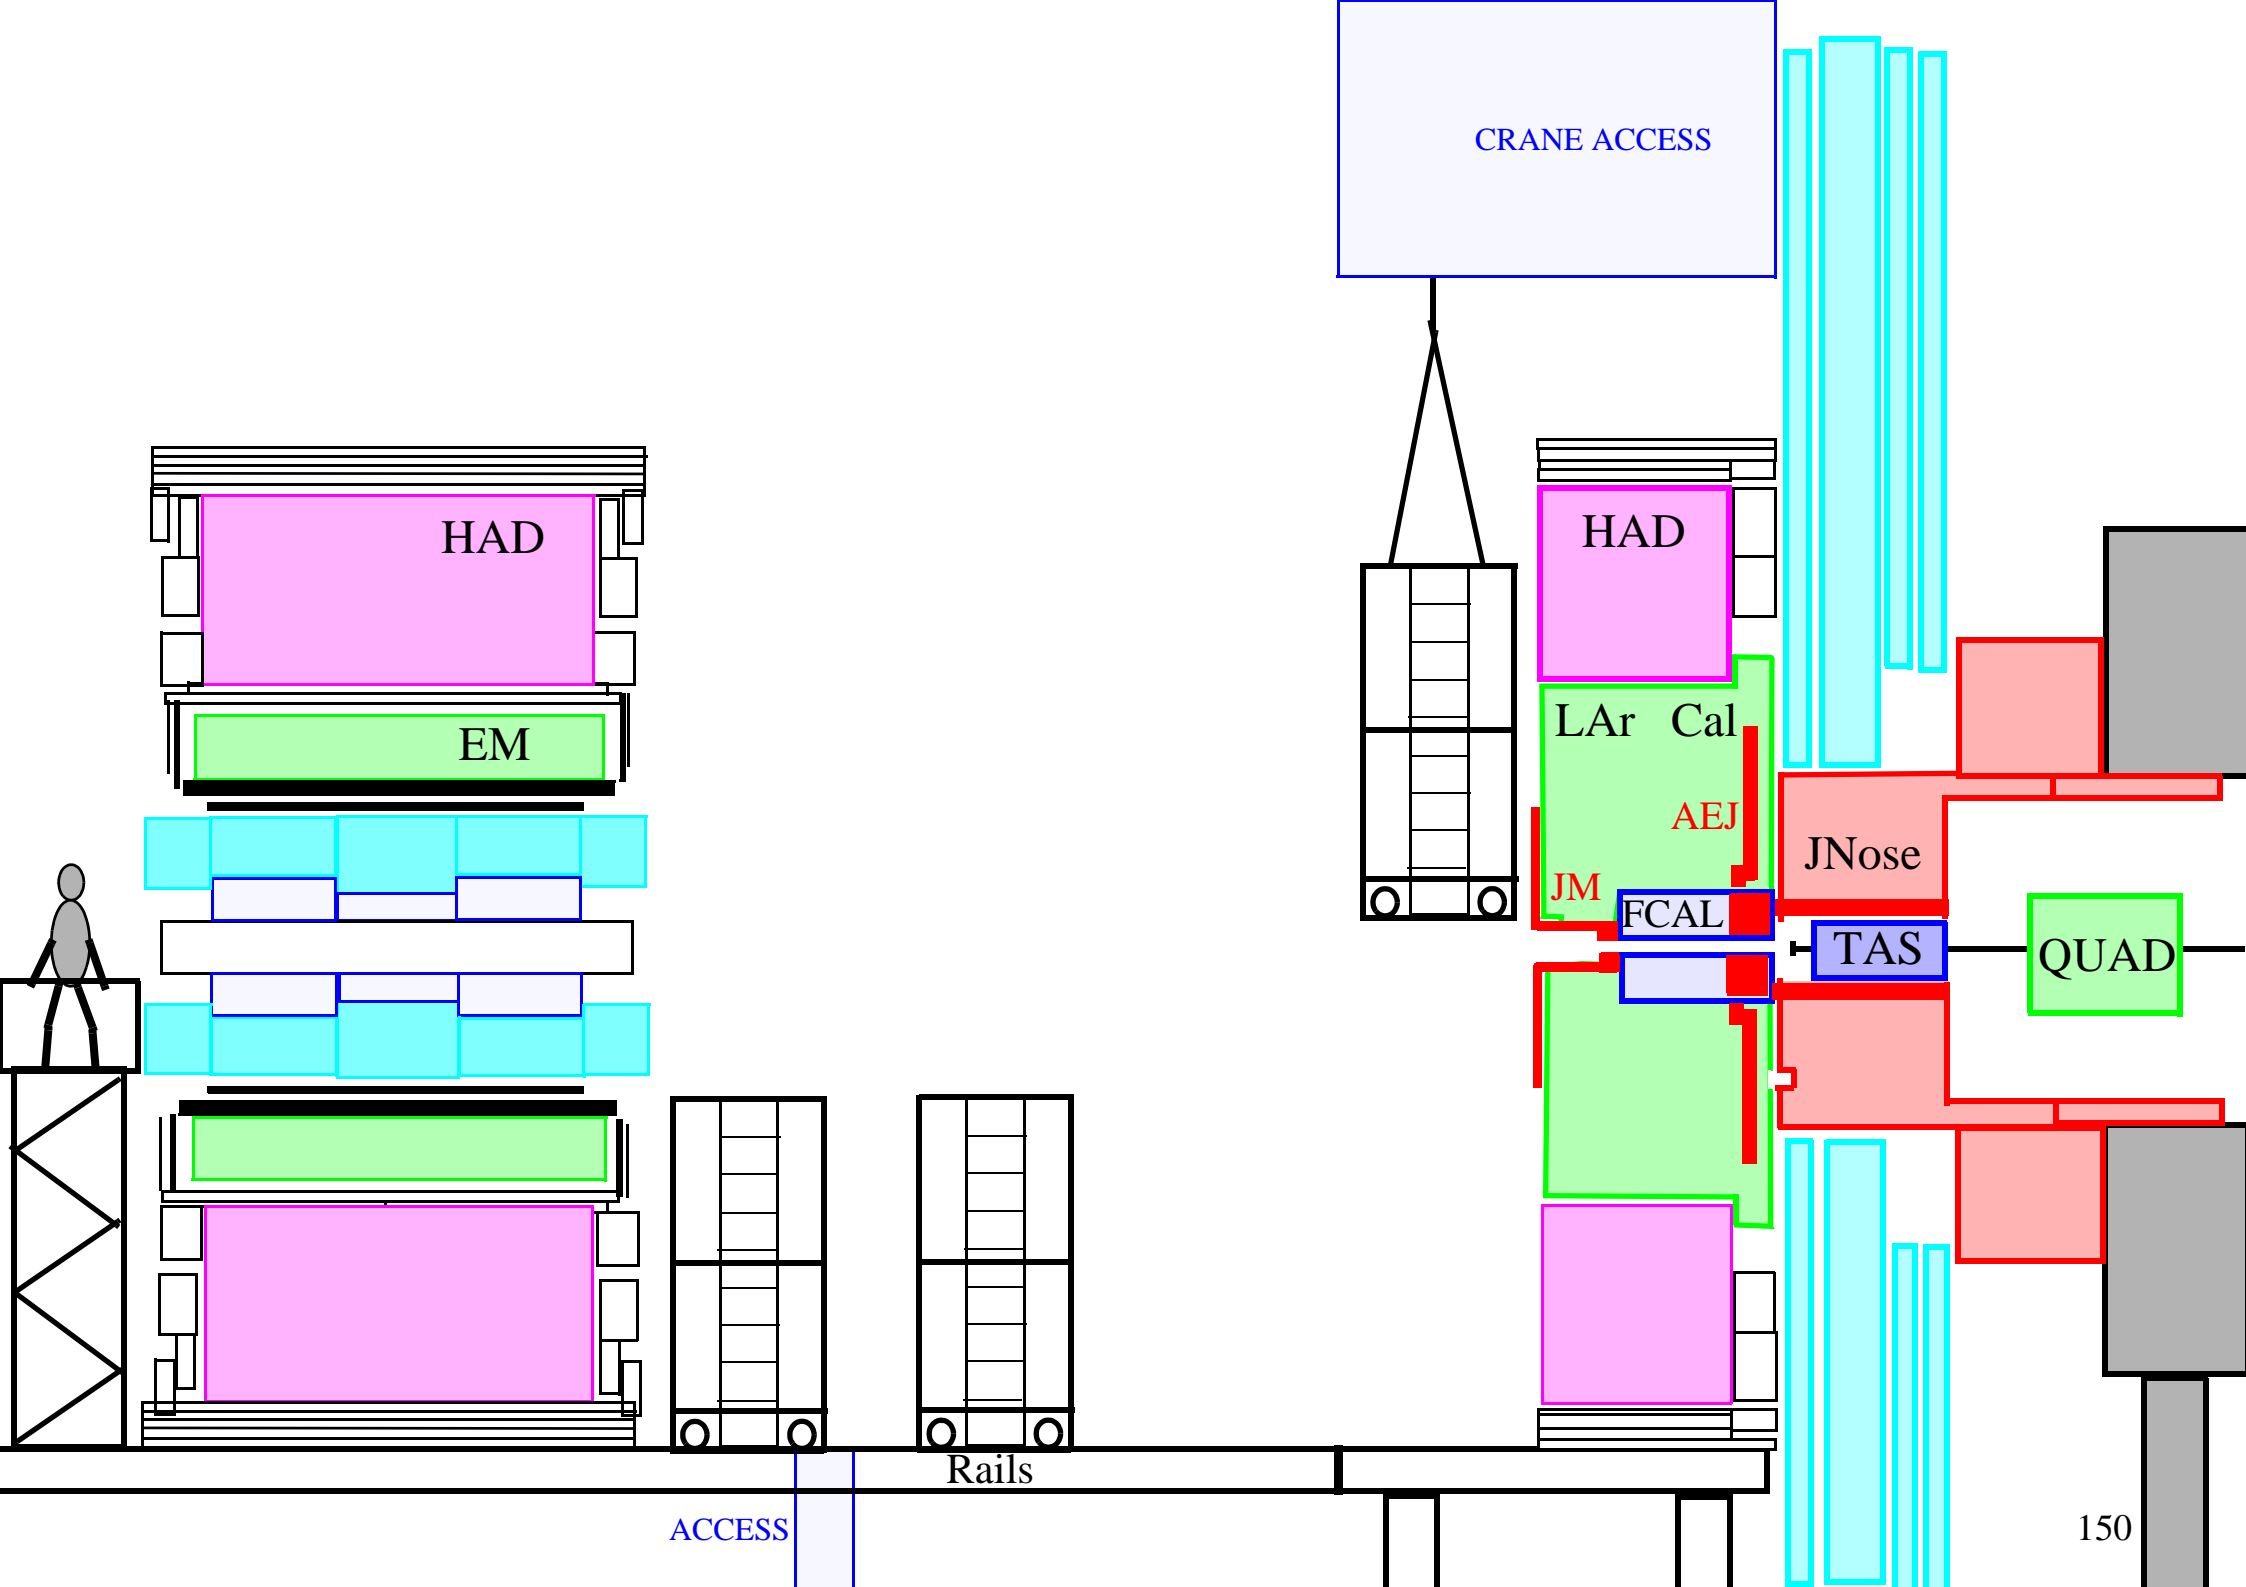 CRANE ACCESS
HAD
HAD
EM
LAr Cal
AEJ
JM
FCAL
JNose
TAS
QUAD
Rails
ACCESS
150